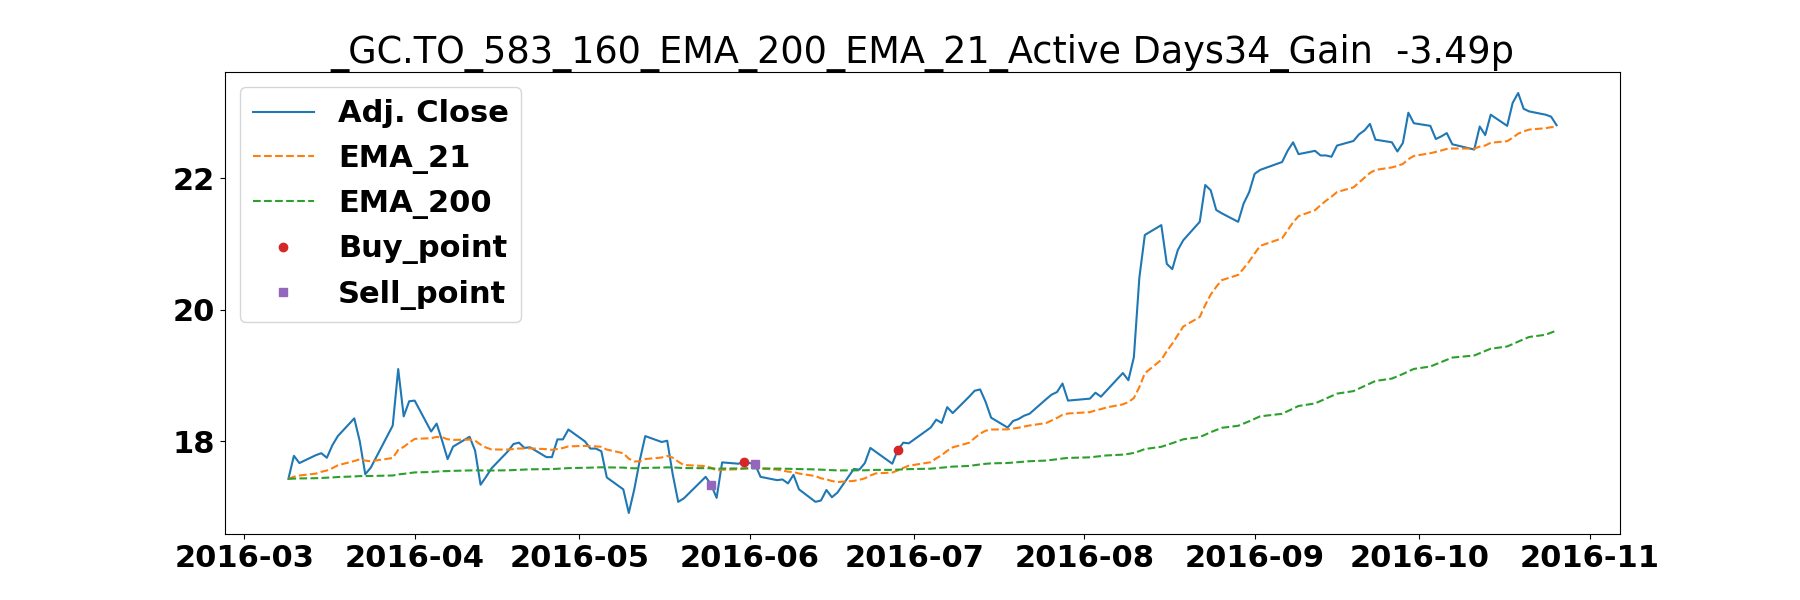 _GC.TO_583_160_EMA_200_EMA_21_Active Days34_Gain  -3.49p
Adj. Close
EMA_21
EMA_200
Buy_point
Sell_point
22
20
18
2016-03 2016-04 2016-05 2016-06 2016-07 2016-08 2016-09 2016-10 2016-11